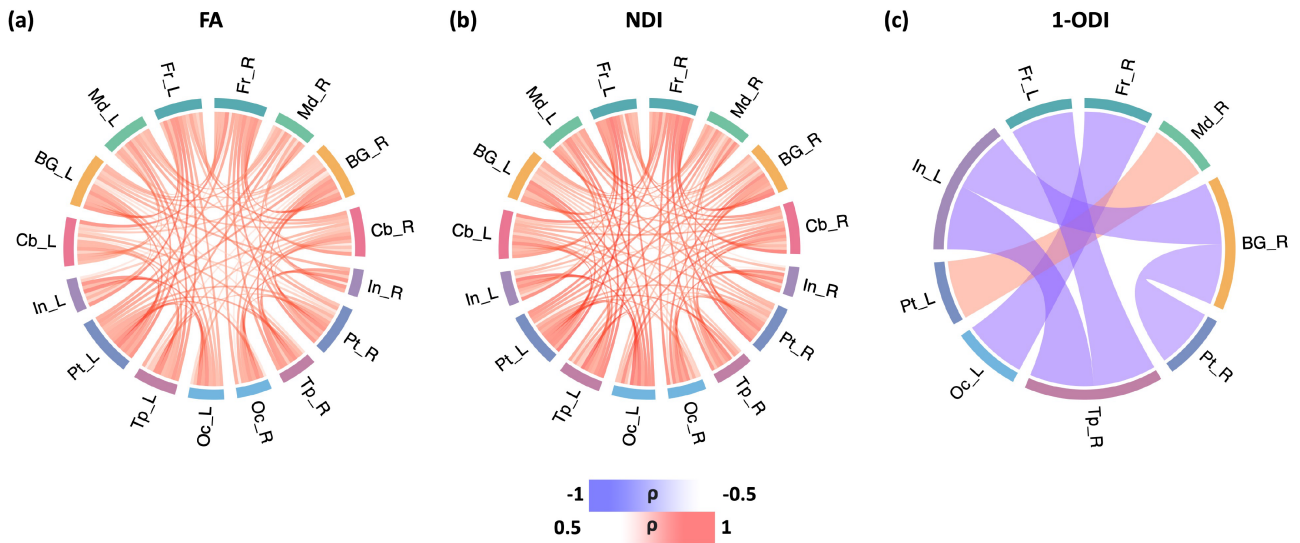 (a)
FA
Fr_L
Fr_R
Md_L
Md_R
BG_L
BG_R
Cb_L
Cb_R
In_L
In_R
Pt_L
Pt_R
Tp_L
Tp_R
Oc_L
Oc_R
(b)
NDI
Fr_L
Fr_R
Md_L
Md_R
BG_L
BG_R
Cb_L
Cb_R
In_L
In_R
Pt_L
Pt_R
Tp_L
Tp_R
Oc_L
Oc_R
(c)
1-ODI
Fr_L
Fr_R
Md_R
In_L
BG_R
Pt_L
Pt_R
Oc_L
Tp_R
-1 ρ -0.5
0.5 ρ 1